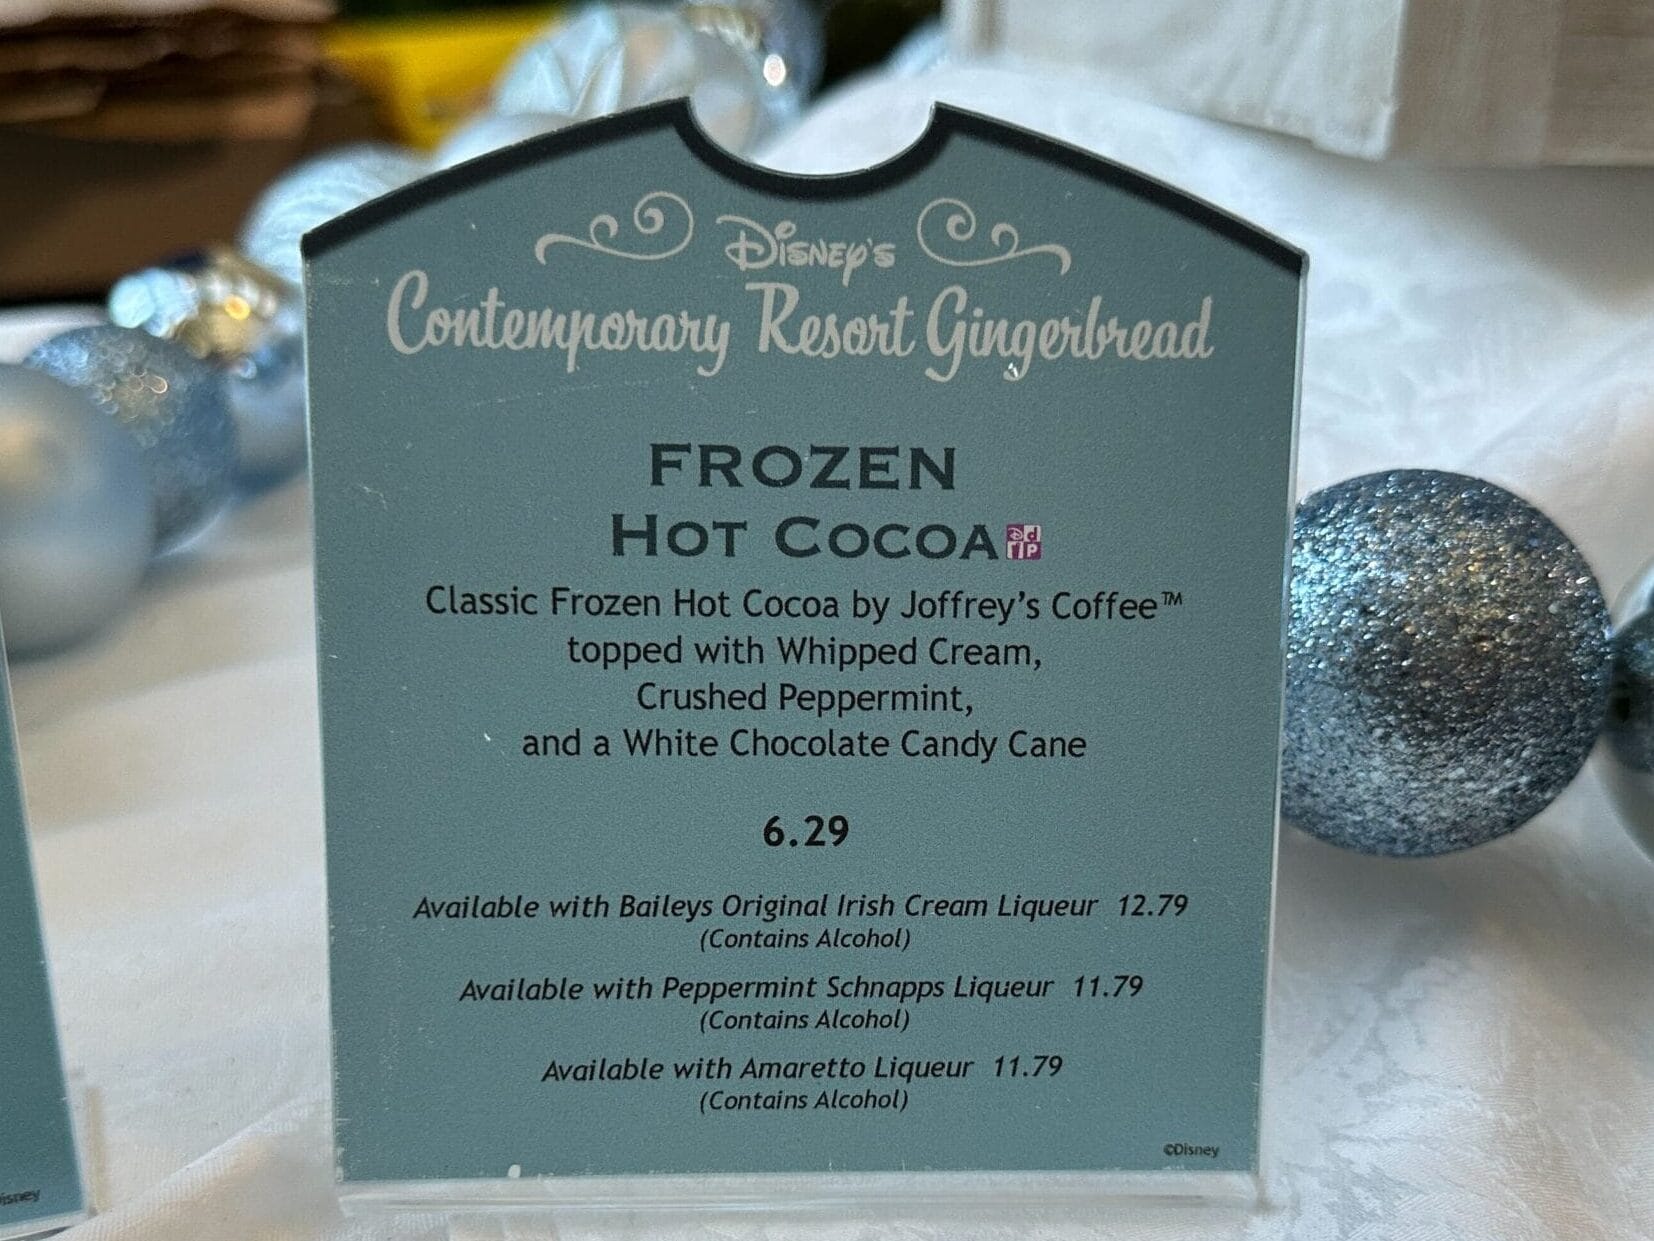 Disney's
Contemporary Resort Gingerbread
FROZEN
HOT COCOA
Classic Frozen Hot Cocoa by Joffrey's Coffee™
topped with Whipped Cream,
Crushed Peppermint,
and a White Chocolate Candy Cane
6.29
Available with Baileys Original Irish Cream Liqueur 12.79
(Contains Alcohol)
Available with Peppermint Schnapps Liqueur 11.79
(Contains Alcohol)
Available with Amaretto Liqueur 11.79
(Contains Alcohol)
©Disney